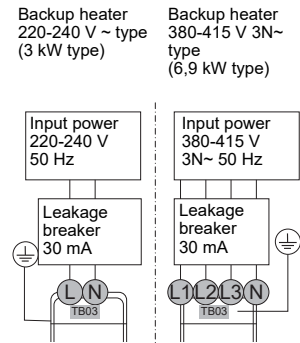 Backup heater
220-240 V ~ type
(3 kW type)
Backup heater
380-415 V 3N~
type
(6,9 kW type)
Input power
220-240 V
50 Hz
Input power
380-415 V
3N~ 50 Hz
Leakage
breaker
30 mA
Leakage
breaker
30 mA
L N
TB03
L1 L2 L3 N
TB03